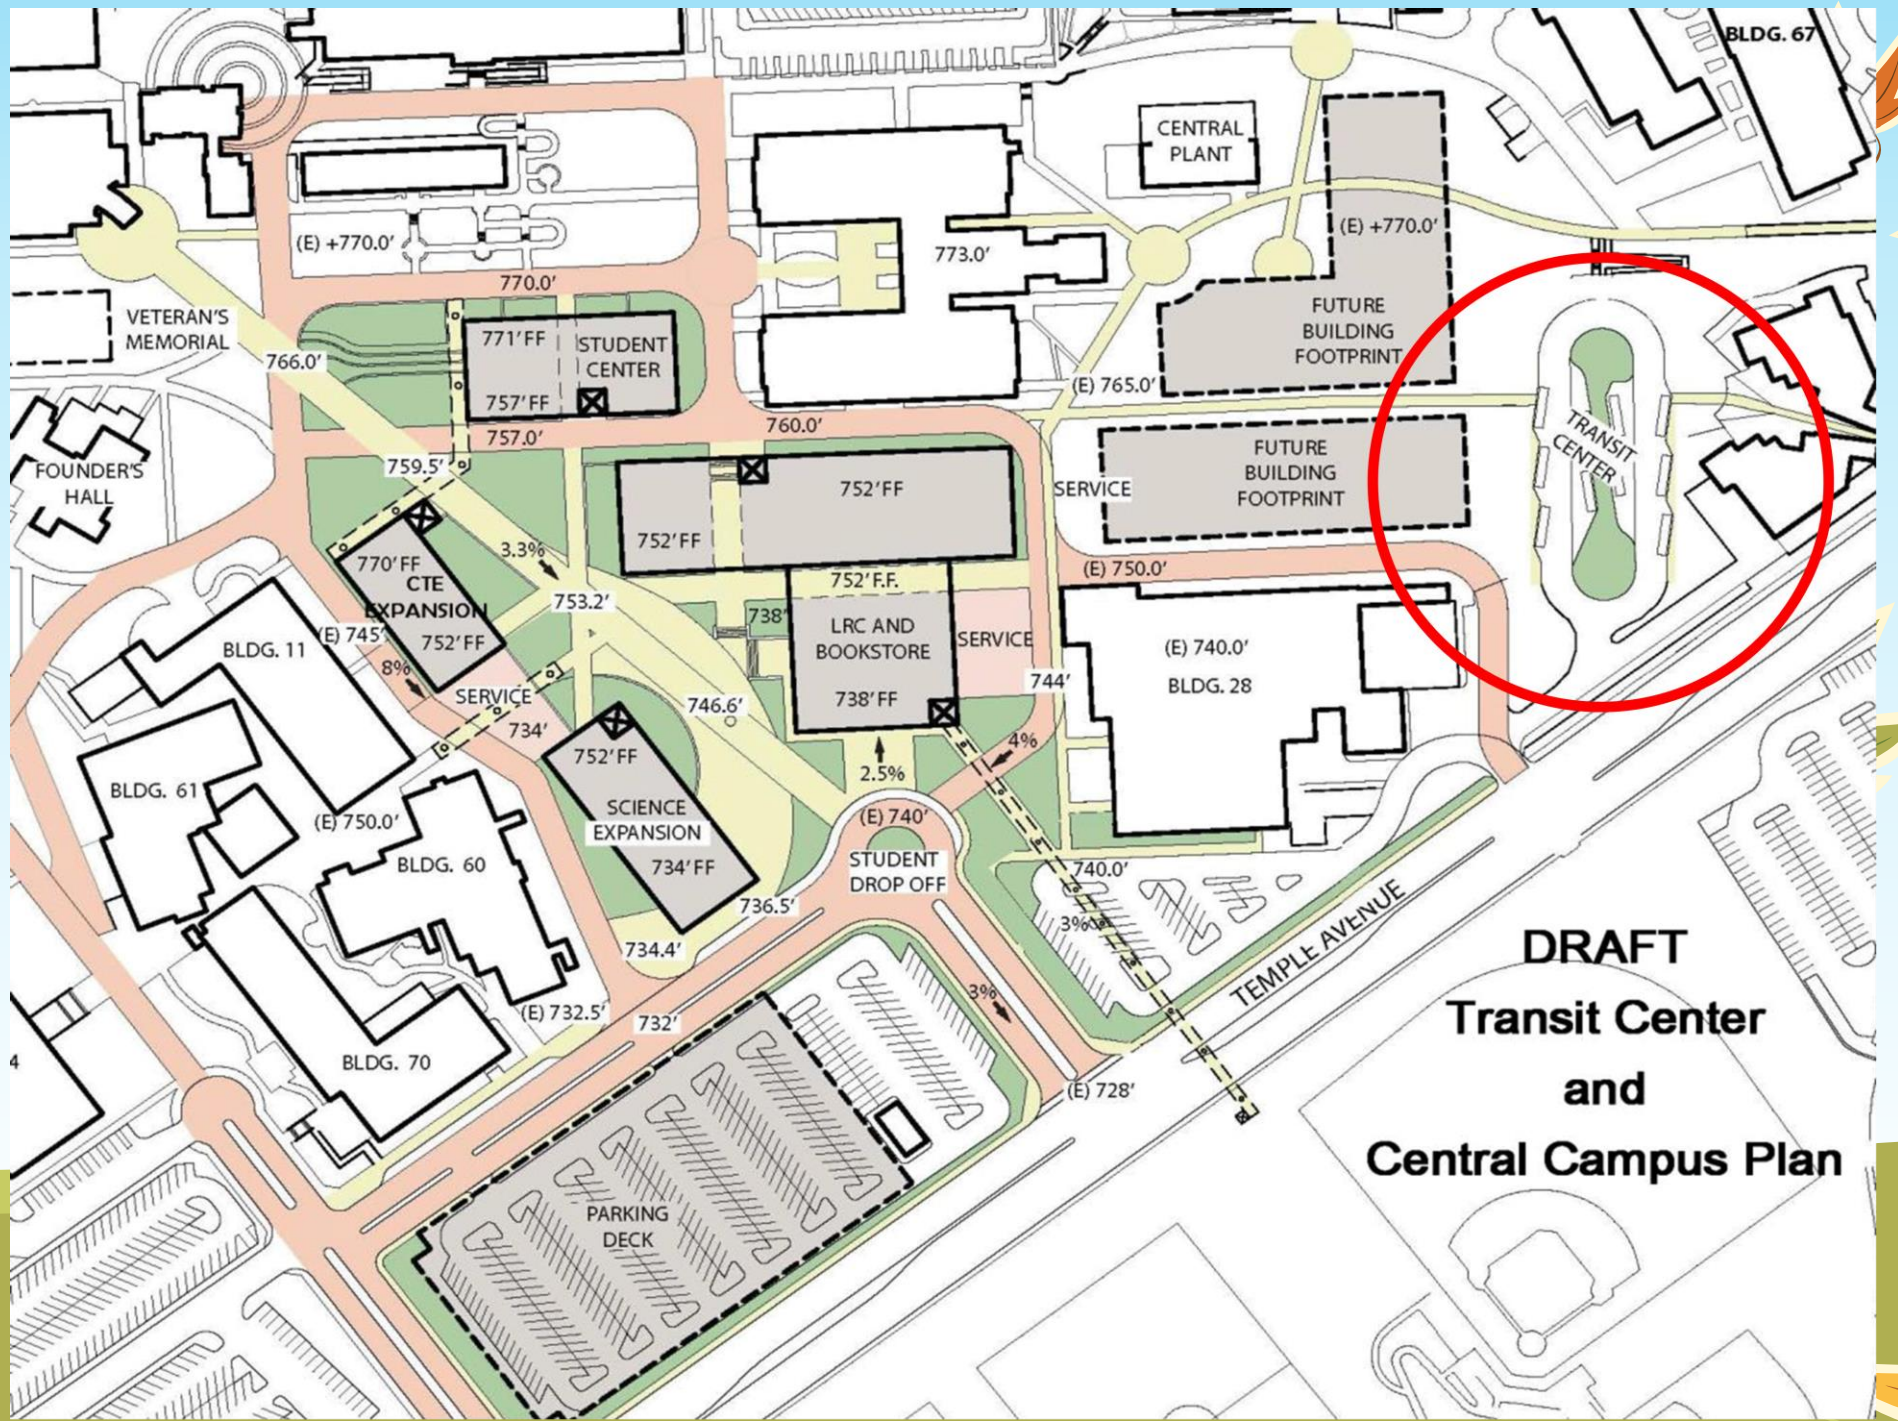 BLDG. 67
CENTRAL
PLANT
(E) +770.0'
(E) +770.0'
773.0'
770.0'
VETERAN'S
MEMORIAL
766.0'
771' FF
STUDENT
CENTER
757' FF
757.0'
760.0'
FUTURE
BUILDING
FOOTPRINT
(E) 765.0'
TRANSIT
CENTER
FOUNDER'S
HALL
759.5'
752' FF
752' FF
SERVICE
FUTURE
BUILDING
FOOTPRINT
3.3%
770' FF
CTE
EXPANSION
752' FF
753.2'
752' F.F.
(E) 750.0'
738'
LRC AND
BOOKSTORE
738' FF
SERVICE
(E) 740.0'
BLDG. 28
BLDG. 11
(E) 745'
8%
SERVICE
734'
746.6'
744'
4%
2.5%
752' FF
SCIENCE
EXPANSION
734' FF
BLDG. 61
(E) 750.0'
BLDG. 60
(E) 740'
STUDENT
DROP OFF
740.0'
3%
736.5'
734.4'
TEMPLE AVENUE
3%
(E) 732.5'
732'
BLDG. 70
4
(E) 728'
PARKING
DECK
DRAFT
Transit Center
and
Central Campus Plan